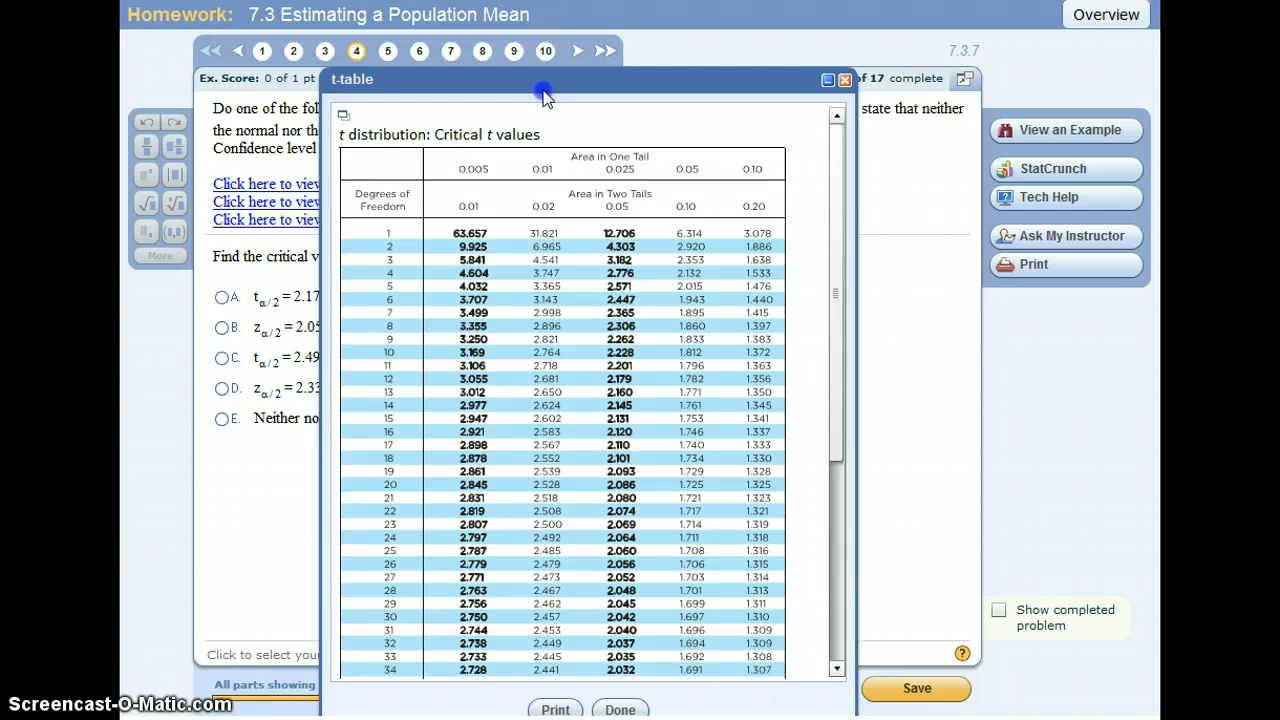 Homework: 7.3 Estimating a Population Mean
Overview
1 2 3 4 5 6 7 8 9 10
7.3.7
Ex. Score: 0 of 1 pt
t-table
of 17 complete
Do one of the fol
state that neither
the normal nor th
Confidence level
Click here to view
Click here to view
Click here to view
Find the critical v
A. tα/2 = 2.17
B. zα/2 = 2.05
C. tα/2 = 2.49
D. zα/2 = 2.33
E. Neither no
More
t distribution: Critical t values
Area in One Tail
0.005 0.01 0.025 0.05 0.10
Degrees of Freedom
Area in Two Tails
0.01 0.02 0.05 0.10 0.20
1 63.657 31.821 12.706 6.314 3.078
2 9.925 6.965 4.303 2.920 1.886
3 5.841 4.541 3.182 2.353 1.638
4 4.604 3.747 2.776 2.132 1.533
5 4.032 3.365 2.571 2.015 1.476
6 3.707 3.143 2.447 1.943 1.440
7 3.499 2.998 2.365 1.895 1.415
8 3.355 2.896 2.306 1.860 1.397
9 3.250 2.821 2.262 1.833 1.383
10 3.169 2.764 2.228 1.812 1.372
11 3.106 2.718 2.201 1.796 1.363
12 3.055 2.681 2.179 1.782 1.356
13 3.012 2.650 2.160 1.771 1.350
14 2.977 2.624 2.145 1.761 1.345
15 2.947 2.602 2.131 1.753 1.341
16 2.921 2.583 2.120 1.746 1.337
17 2.898 2.567 2.110 1.740 1.333
18 2.878 2.552 2.101 1.734 1.330
19 2.861 2.539 2.093 1.729 1.328
20 2.845 2.528 2.086 1.725 1.325
21 2.831 2.518 2.080 1.721 1.323
22 2.819 2.508 2.074 1.717 1.321
23 2.807 2.500 2.069 1.714 1.319
24 2.797 2.492 2.064 1.711 1.318
25 2.787 2.485 2.060 1.708 1.316
26 2.779 2.479 2.056 1.706 1.315
27 2.771 2.473 2.052 1.703 1.314
28 2.763 2.467 2.048 1.701 1.313
29 2.756 2.462 2.045 1.699 1.311
30 2.750 2.457 2.042 1.697 1.310
31 2.744 2.453 2.040 1.696 1.309
32 2.738 2.449 2.037 1.694 1.309
33 2.733 2.445 2.035 1.692 1.308
34 2.728 2.441 2.032 1.691 1.307
Print
Done
View an Example
StatCrunch
Tech Help
Ask My Instructor
Print
Show completed
problem
Click to select your
?
All parts showing
Save
Screencast-O-Matic.com